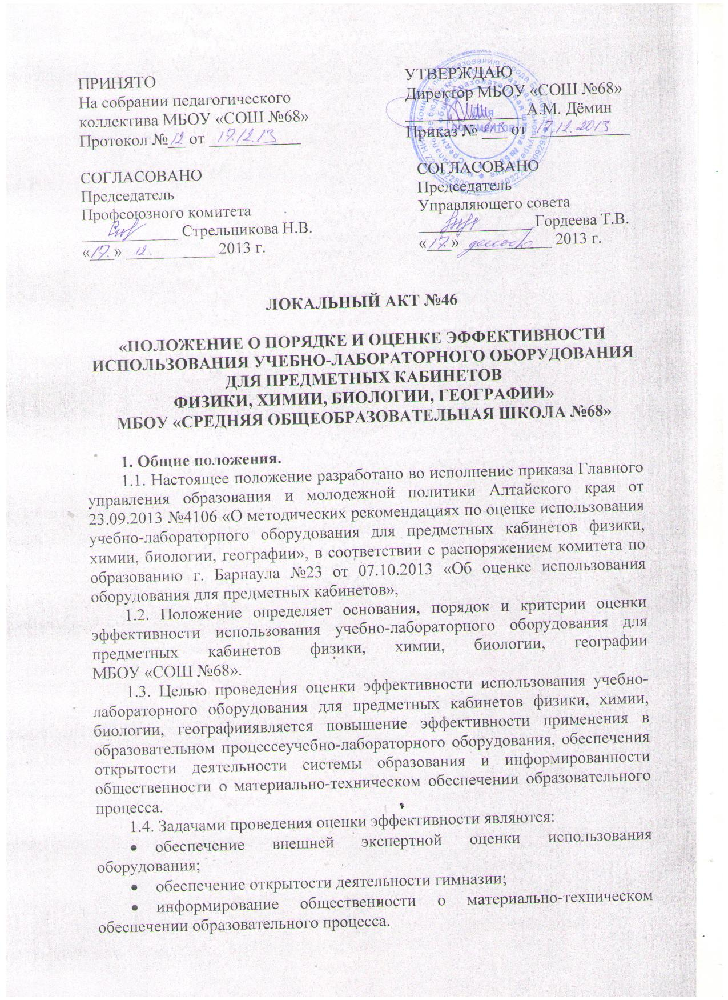 ПРИНЯТО
На собрании педагогического
коллектива МБОУ «СОШ №68»
Протокол № 12 от 17.12.13
УТВЕРЖДАЮ
Директор МБОУ «СОШ №68»
А.М. Дёмин
Приказ № от 17.12.2013
СОГЛАСОВАНО
Председатель
Профсоюзного комитета
Стрельникова Н.В.
«17.» 12. 2013 г.
СОГЛАСОВАНО
Председатель
Управляющего совета
Гордеева Т.В.
«17.» 2013 г.
ЛОКАЛЬНЫЙ АКТ №46
«ПОЛОЖЕНИЕ О ПОРЯДКЕ И ОЦЕНКЕ ЭФФЕКТИВНОСТИ
ИСПОЛЬЗОВАНИЯ УЧЕБНО-ЛАБОРАТОРНОГО ОБОРУДОВАНИЯ
ДЛЯ ПРЕДМЕТНЫХ КАБИНЕТОВ
ФИЗИКИ, ХИМИИ, БИОЛОГИИ, ГЕОГРАФИИ»
МБОУ «СРЕДНЯЯ ОБЩЕОБРАЗОВАТЕЛЬНАЯ ШКОЛА №68»
1. Общие положения.
1.1. Настоящее положение разработано во исполнение приказа Главного
управления образования и молодежной политики Алтайского края от
23.09.2013 №4106 «О методических рекомендациях по оценке использования
учебно-лабораторного оборудования для предметных кабинетов физики,
химии, биологии, географии», в соответствии с распоряжением комитета по
образованию г. Барнаула №23 от 07.10.2013 «Об оценке использования
оборудования для предметных кабинетов»,
1.2. Положение определяет основания, порядок и критерии оценки
эффективности использования учебно-лабораторного оборудования для
предметных кабинетов физики, химии, биологии, географии
МБОУ «СОШ №68».
1.3. Целью проведения оценки эффективности использования учебно-
лабораторного оборудования для предметных кабинетов физики, химии,
биологии, географииявляется повышение эффективности применения в
образовательном процессеучебно-лабораторного оборудования, обеспечения
открытости деятельности системы образования и информированности
общественности о материально-техническом обеспечении образовательного
процесса.
1.4. Задачами проведения оценки эффективности являются:
• обеспечение внешней экспертной оценки использования
оборудования;
• обеспечение открытости деятельности гимназии;
• информирование общественности о материально-техническом
обеспечении образовательного процесса.